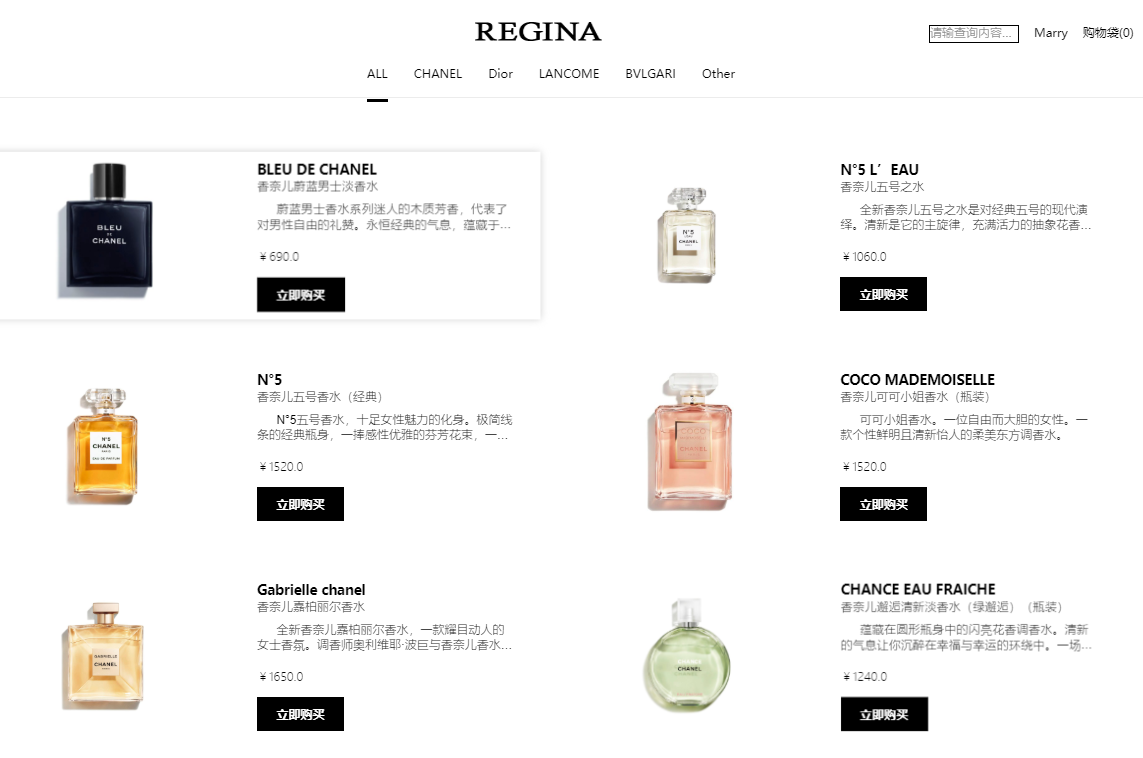 REGINA
请输查询内容...
Marry
购物袋(0)
ALL CHANEL Dior LANCOME BVLGARI Other
BLEU DE CHANEL
BLEU DE CHANEL
香奈儿蔚蓝男士淡香水
蔚蓝男士香水系列迷人的木质芳香，代表了
对男性自由的礼赞。永恒经典的气息，蕴藏于...
￥690.0
立即购买
N°5
CHANEL
N°5 L’EAU
香奈儿五号之水
全新香奈儿五号之水是对经典五号的现代演
绎。清新是它的主旋律，充满活力的抽象花香...
￥1060.0
立即购买
N°5
CHANEL
PARIS
EAU DE PARFUM
N°5
香奈儿五号香水（经典）
N°5五号香水，十足女性魅力的化身。极简线
条的经典瓶身，一捧感性优雅的芬芳花束，一...
￥1520.0
立即购买
COCO
CHANEL
COCO MADEMOISELLE
香奈儿可可小姐香水（瓶装）
可可小姐香水。一位自由而大胆的女性。一
款个性鲜明且清新怡人的柔美东方调香水。
￥1520.0
立即购买
GABRIELLE
CHANEL
Gabrielle chanel
香奈儿嘉柏丽尔香水
全新香奈儿嘉柏丽尔香水，一款耀目动人的
女士香氛。调香师奥利维耶·波巨与香奈儿香水...
￥1650.0
立即购买
CHANEL
CHANCE EAU FRAICHE
香奈儿邂逅清新淡香水（绿邂逅）（瓶装）
蕴藏在圆形瓶身中的闪亮花香调香水。清新
的气息让你沉醉在幸福与幸运的环绕中。一场...
￥1240.0
立即购买